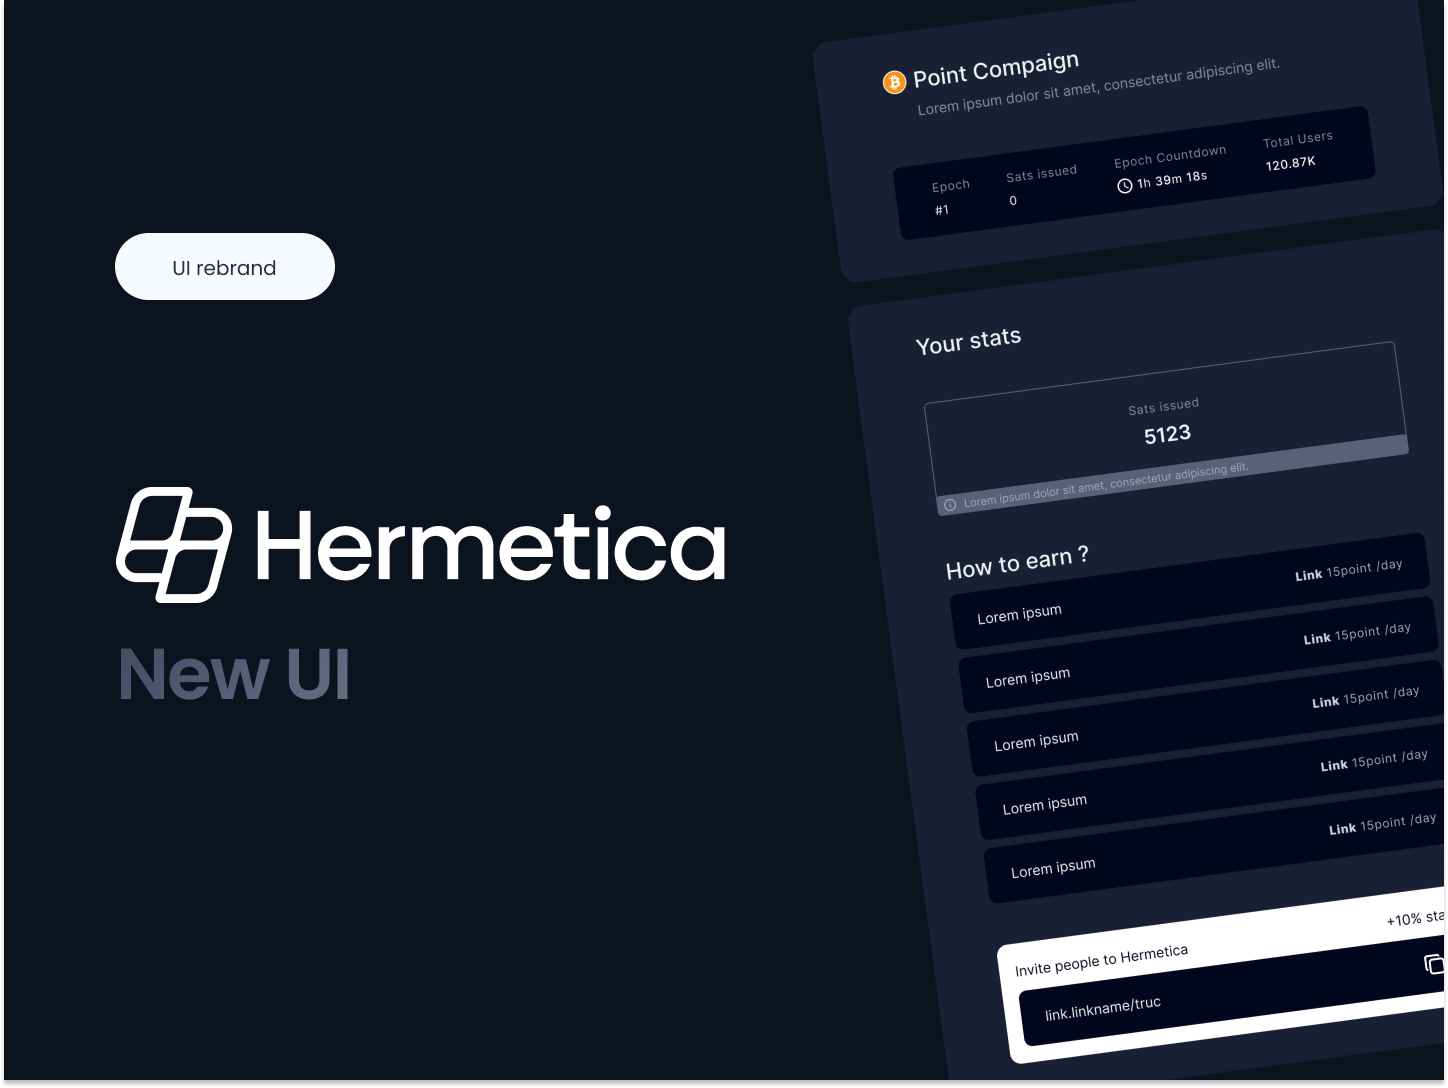 UI rebrand
Hermetica
New UI
Point Compaign
Lorem ipsum dolor sit amet, consectetur adipiscing elit.
Epoch
#1
Sats issued
0
Epoch Countdown
1h 39m 18s
Total Users
120.87K
Your stats
Sats issued
5123
Lorem ipsum dolor sit amet, consectetur adipiscing elit.
How to earn ?
Lorem ipsum Link 15point /day
Lorem ipsum Link 15point /day
Lorem ipsum Link 15point /day
Lorem ipsum Link 15point /day
Lorem ipsum Link 15point /day
Invite people to Hermetica +10% sta
link.linkname/truc